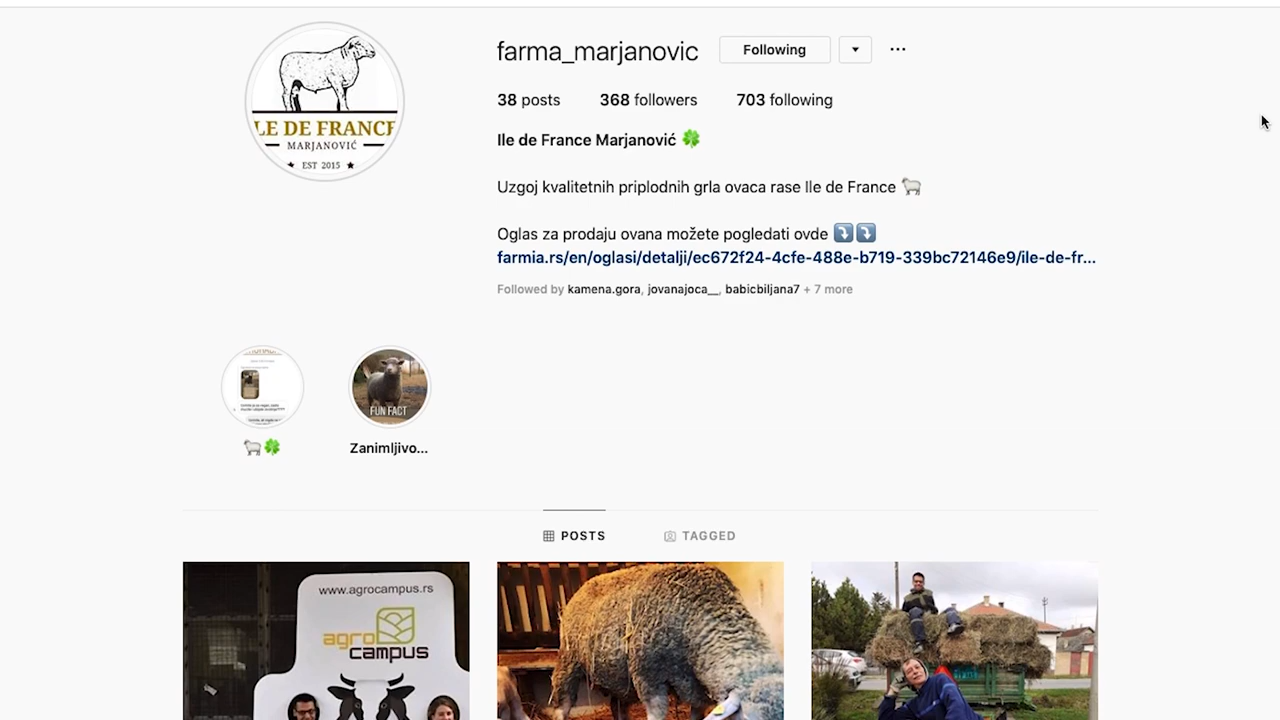 LE DE FRANCE
MARJANOVIĆ
EST 2015
farma_marjanovic
Following
38 posts 368 followers 703 following
Ile de France Marjanović 🍀
Uzgoj kvalitetnih priplodnih grla ovaca rase Ile de France 🐑
Oglas za prodaju ovana možete pogledati ovde ⤵️⤵️
farmia.rs/en/oglasi/detalji/ec672f24-4cfe-488e-b719-339bc72146e9/ile-de-fr...
Followed by kamena.gora, jovanajoca__, babicbiljana7 + 7 more
FUN FACT
🐑🍀
Zanimljivo...
POSTS
TAGGED
www.agrocampus.rs
agro
campus